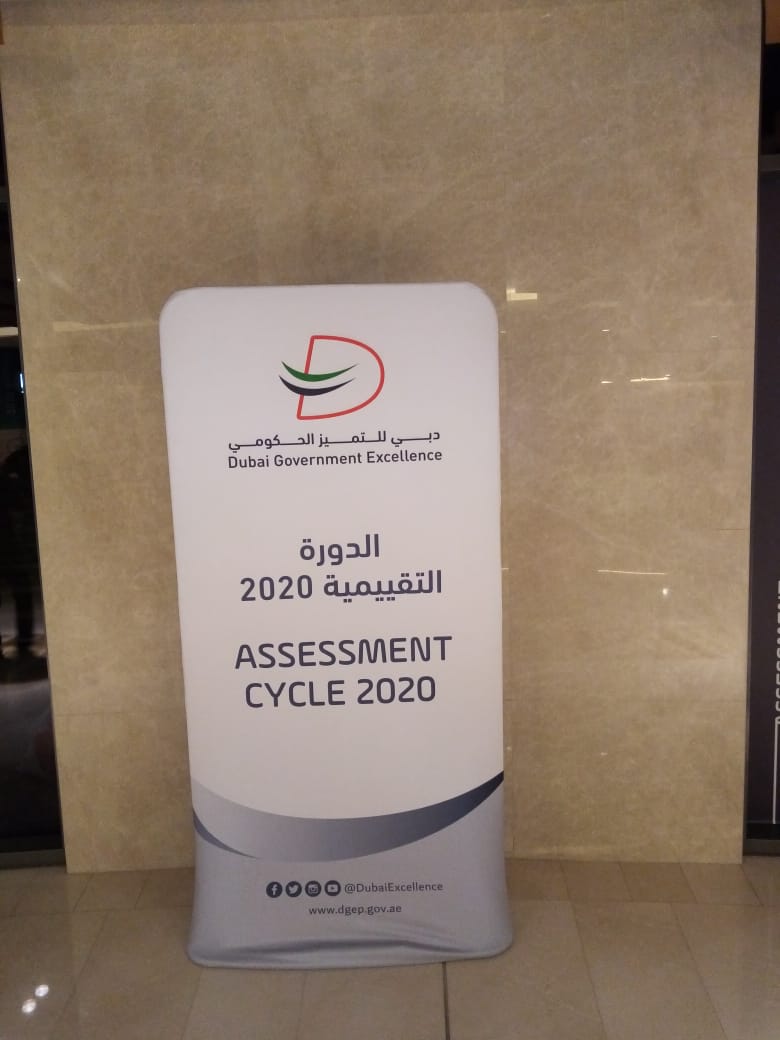 دبي للتميز الحكومي
Dubai Government Excellence
الدورة
التقييمية 2020
ASSESSMENT
CYCLE 2020
@DubaiExcellence
www.dgep.gov.ae